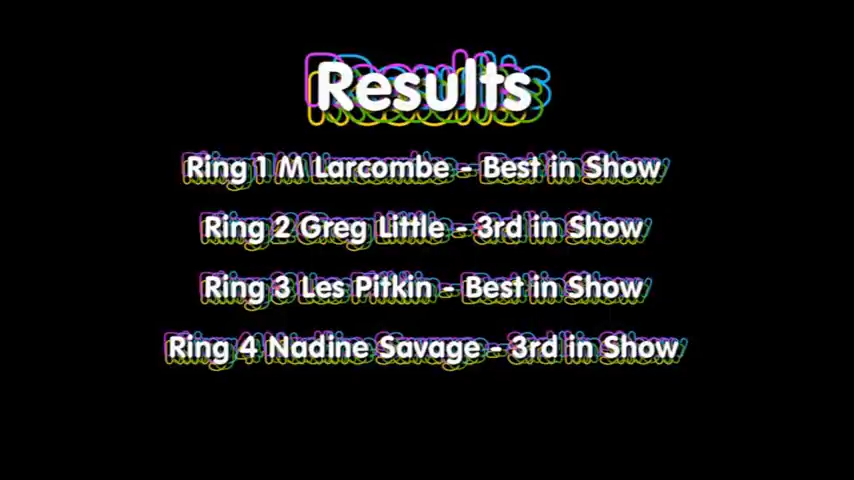 Results
Ring 1 M Larcombe - Best in Show
Ring 2 Greg Little - 3rd in Show
Ring 3 Les Pitkin - Best in Show
Ring 4 Nadine Savage - 3rd in Show